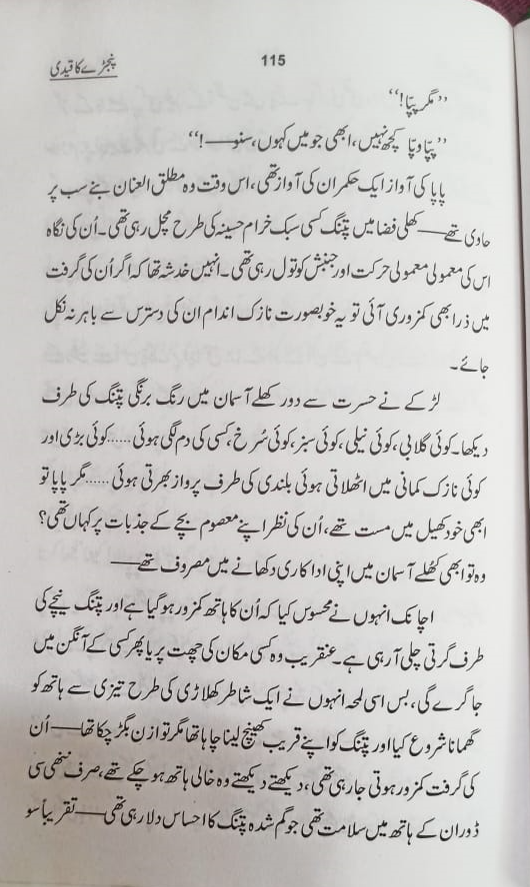 پنجڑے کا قیدی 115
”مگر پپّا!“
”پپّا وپّا کچھ نہیں، ابھی جو میں کہوں، سنو——!“
پاپا کی آواز ایک حکمران کی آواز تھی، اس وقت وہ مطلق العنان بنے سب پر
حاوی تھے——کھلی فضا میں پتنگ کسی سبک خرام حسینہ کی طرح مچل رہی تھی۔ اُن کی نگاہ
اس کی معمولی معمولی حرکت اور جنبش کو تول رہی تھی۔ انہیں خدشہ تھا کہ اگر اُن کی گرفت
میں ذرا بھی کمزوری آئی تو یہ خوبصورت نازک اندام ان کی دسترس سے باہر نہ نکل
جائے۔
لڑکے نے حسرت سے دور کھلے آسمان میں رنگ برنگی پتنگ کی طرف
دیکھا۔ کوئی گلابی، کوئی نیلی، کوئی سبز، کوئی سُرخ، کسی کی دم لگی ہوئی......کوئی بڑی اور
کوئی نازک کمانی میں اٹھلاتی ہوئی بلندی کی طرف پرواز بھرتی ہوئی......مگر پاپا تو
ابھی خود کھیل میں مست تھے، اُن کی نظر اپنے معصوم بچے کے جذبات پر کہاں تھی؟
وہ تو ابھی کُھلے آسمان میں اپنی اداکاری دکھانے میں مصروف تھے——
اچانک انہوں نے محسوس کیا کہ اُن کا ہاتھ کمزور ہو گیا ہے اور پتنگ نیچے کی
طرف گرتی چلی آ رہی ہے۔ عنقریب وہ کسی مکان کی چھت پر یا پھر کسی کے آنگن میں
جا گرے گی، بس اسی لمحہ انہوں نے ایک شاطر کھلاڑی کی طرح تیزی سے ہاتھ کو
گھمانا شروع کیا اور پتنگ کو اپنے قریب کھینچ لینا چاہا تھا مگر توازن بگڑ چکا تھا——اُن
کی گرفت کمزور ہوتی جا رہی تھی، دیکھتے دیکھتے وہ خالی ہاتھ ہو چکے تھے، صرف ننھی سی
ڈور ان کے ہاتھ میں سلامت تھی جو گم شدہ پتنگ کا احساس دلا رہی تھی——تقریباً سو